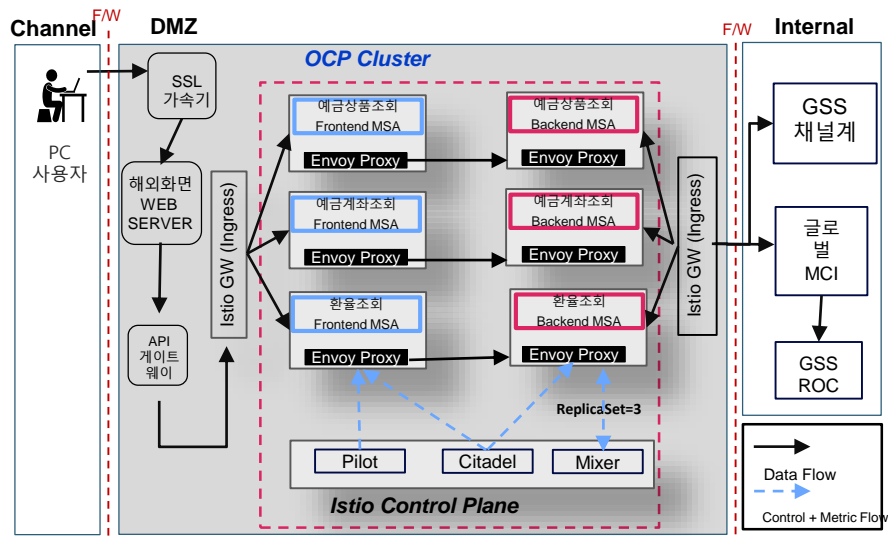 Channel
F/W
DMZ
F/W
Internal
OCP Cluster
PC
사용자
SSL
가속기
해외화면
WEB
SERVER
API
게이트
웨이
Istio GW (Ingress)
예금상품조회
Frontend MSA
Envoy Proxy
예금계좌조회
Frontend MSA
Envoy Proxy
환율조회
Frontend MSA
Envoy Proxy
예금상품조회
Backend MSA
Envoy Proxy
예금계좌조회
Backend MSA
Envoy Proxy
환율조회
Backend MSA
Envoy Proxy
ReplicaSet=3
Istio GW (Ingress)
Pilot
Citadel
Mixer
Istio Control Plane
GSS
채널계
글로
벌
MCI
GSS
ROC
Data Flow
Control + Metric Flow